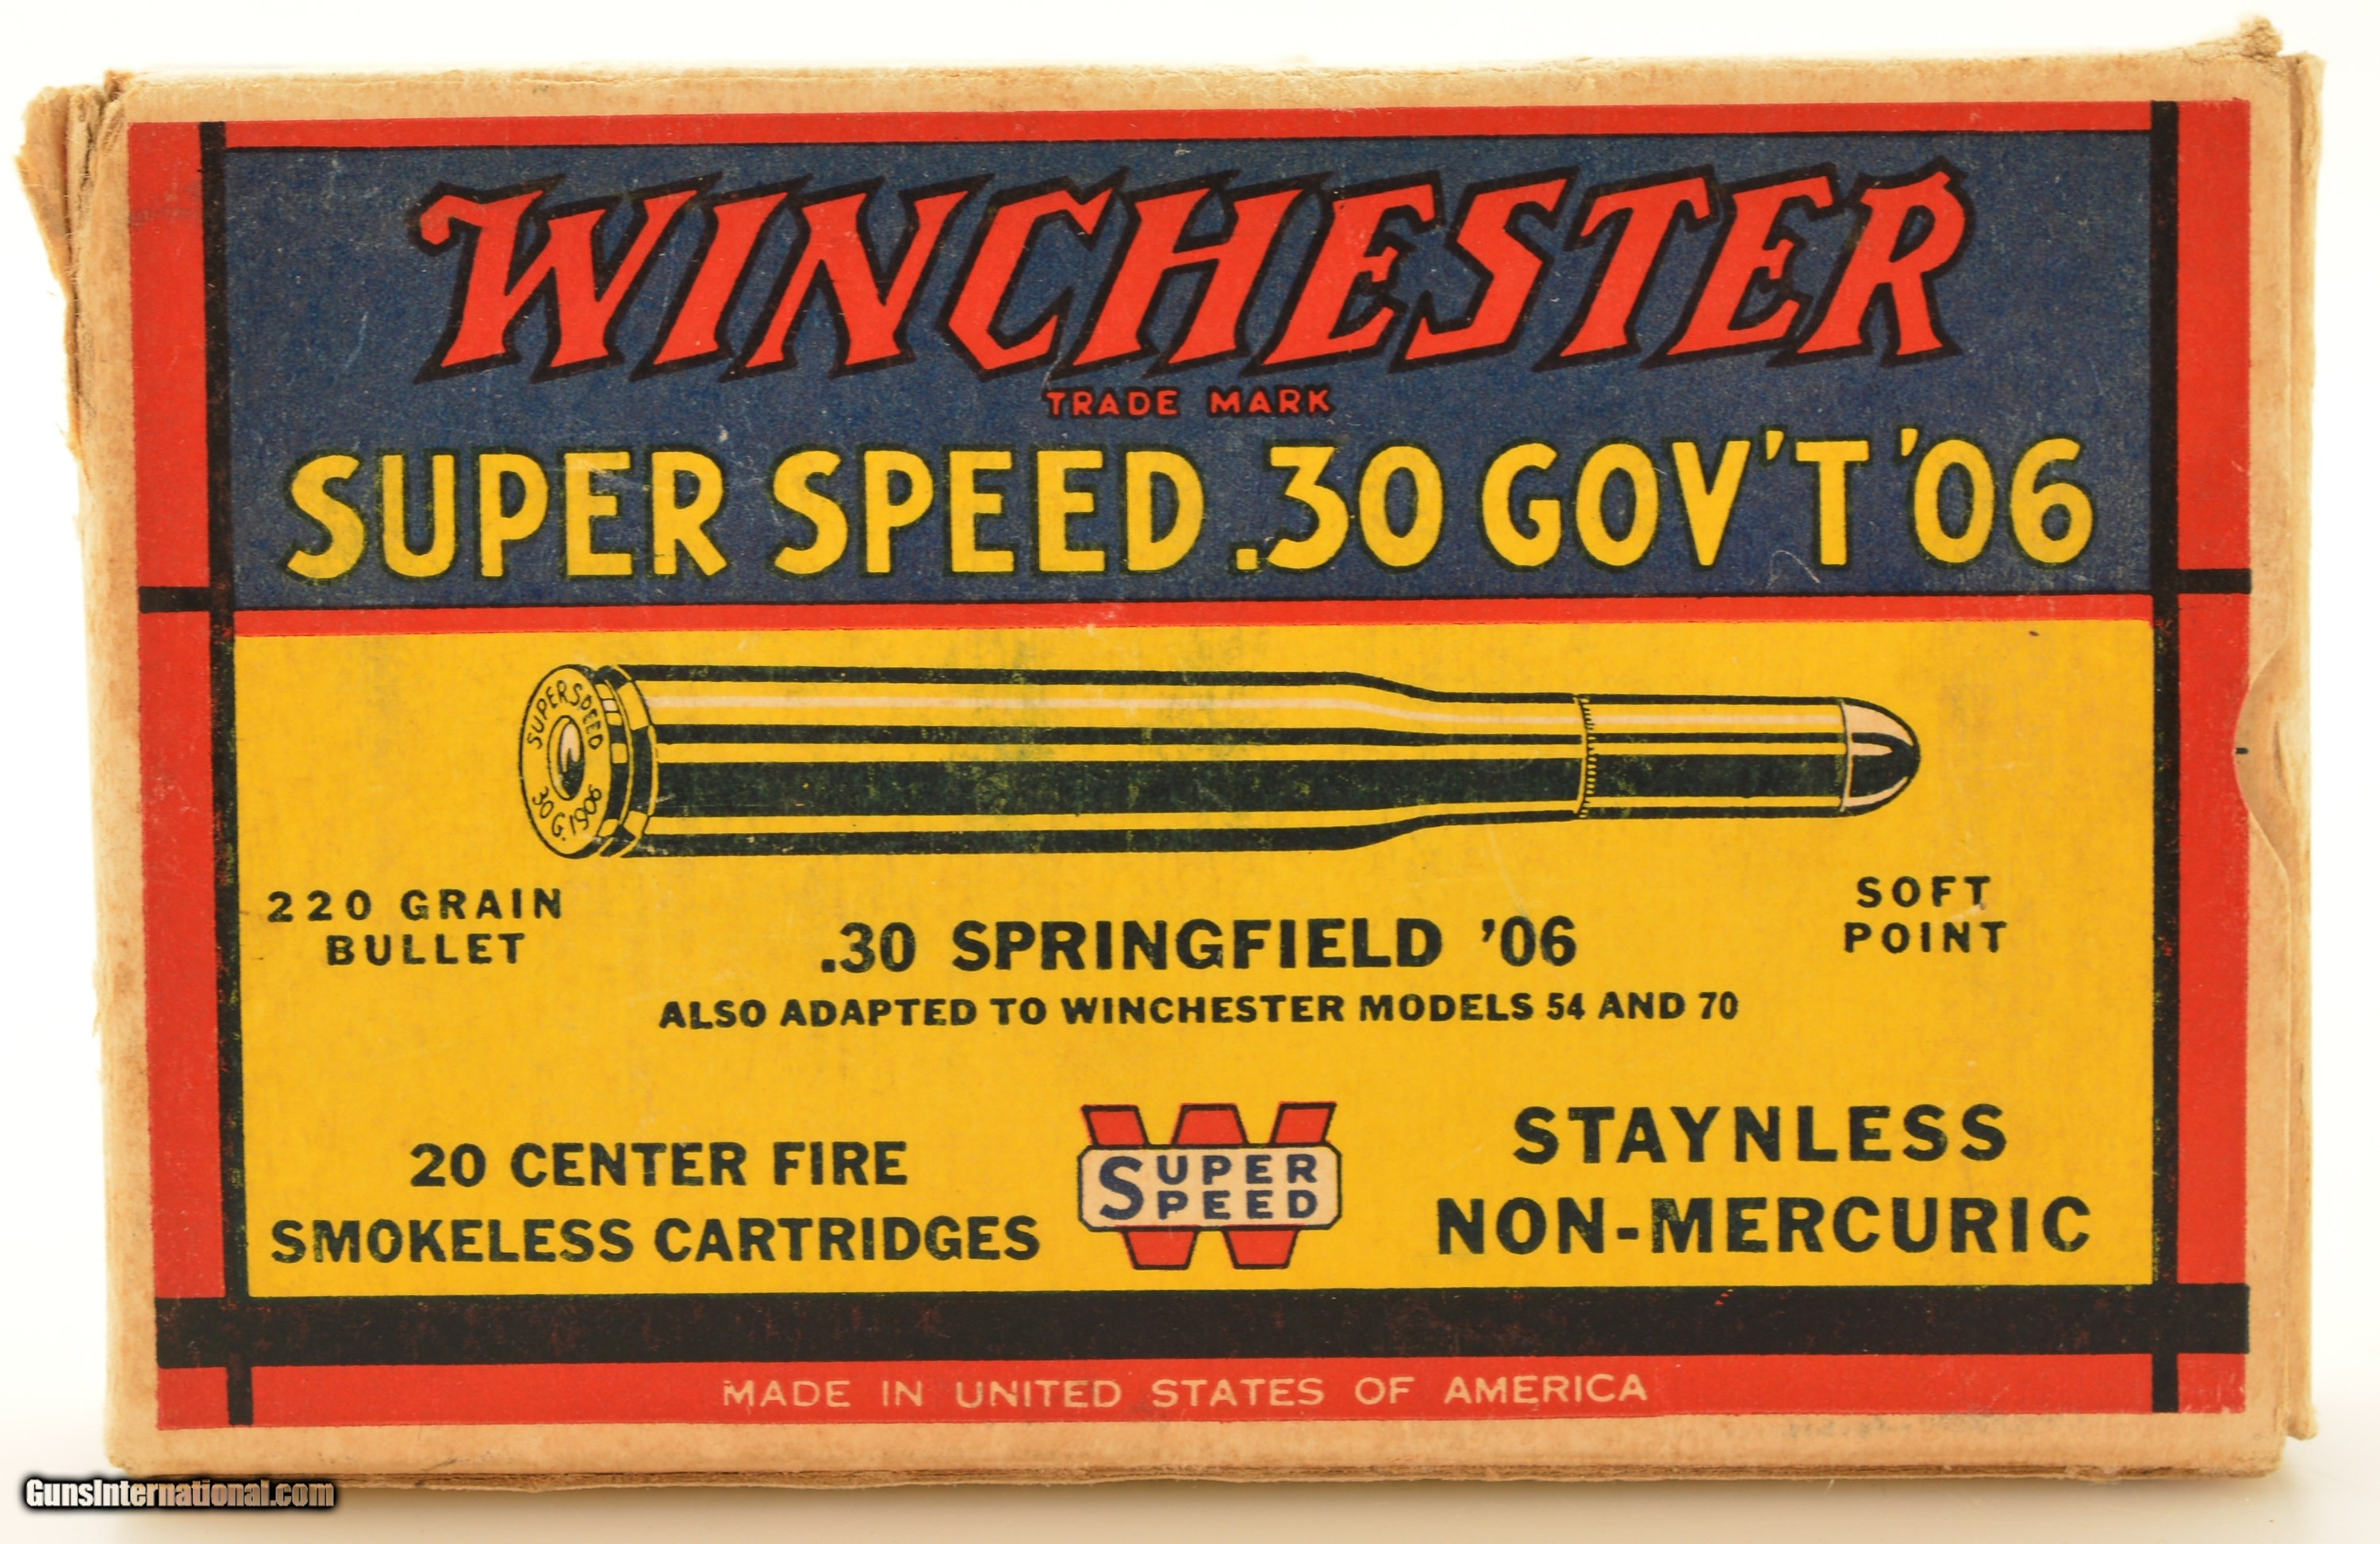 WINCHESTER
TRADE MARK
SUPER SPEED .30 GOV'T '06
SUPER SPEED
30 G. 1906
220 GRAIN
BULLET
SOFT
POINT
.30 SPRINGFIELD '06
ALSO ADAPTED TO WINCHESTER MODELS 54 AND 70
20 CENTER FIRE
SMOKELESS CARTRIDGES
SUPER
SPEED
STAYNLESS
NON-MERCURIC
MADE IN UNITED STATES OF AMERICA
GunsInternational.com